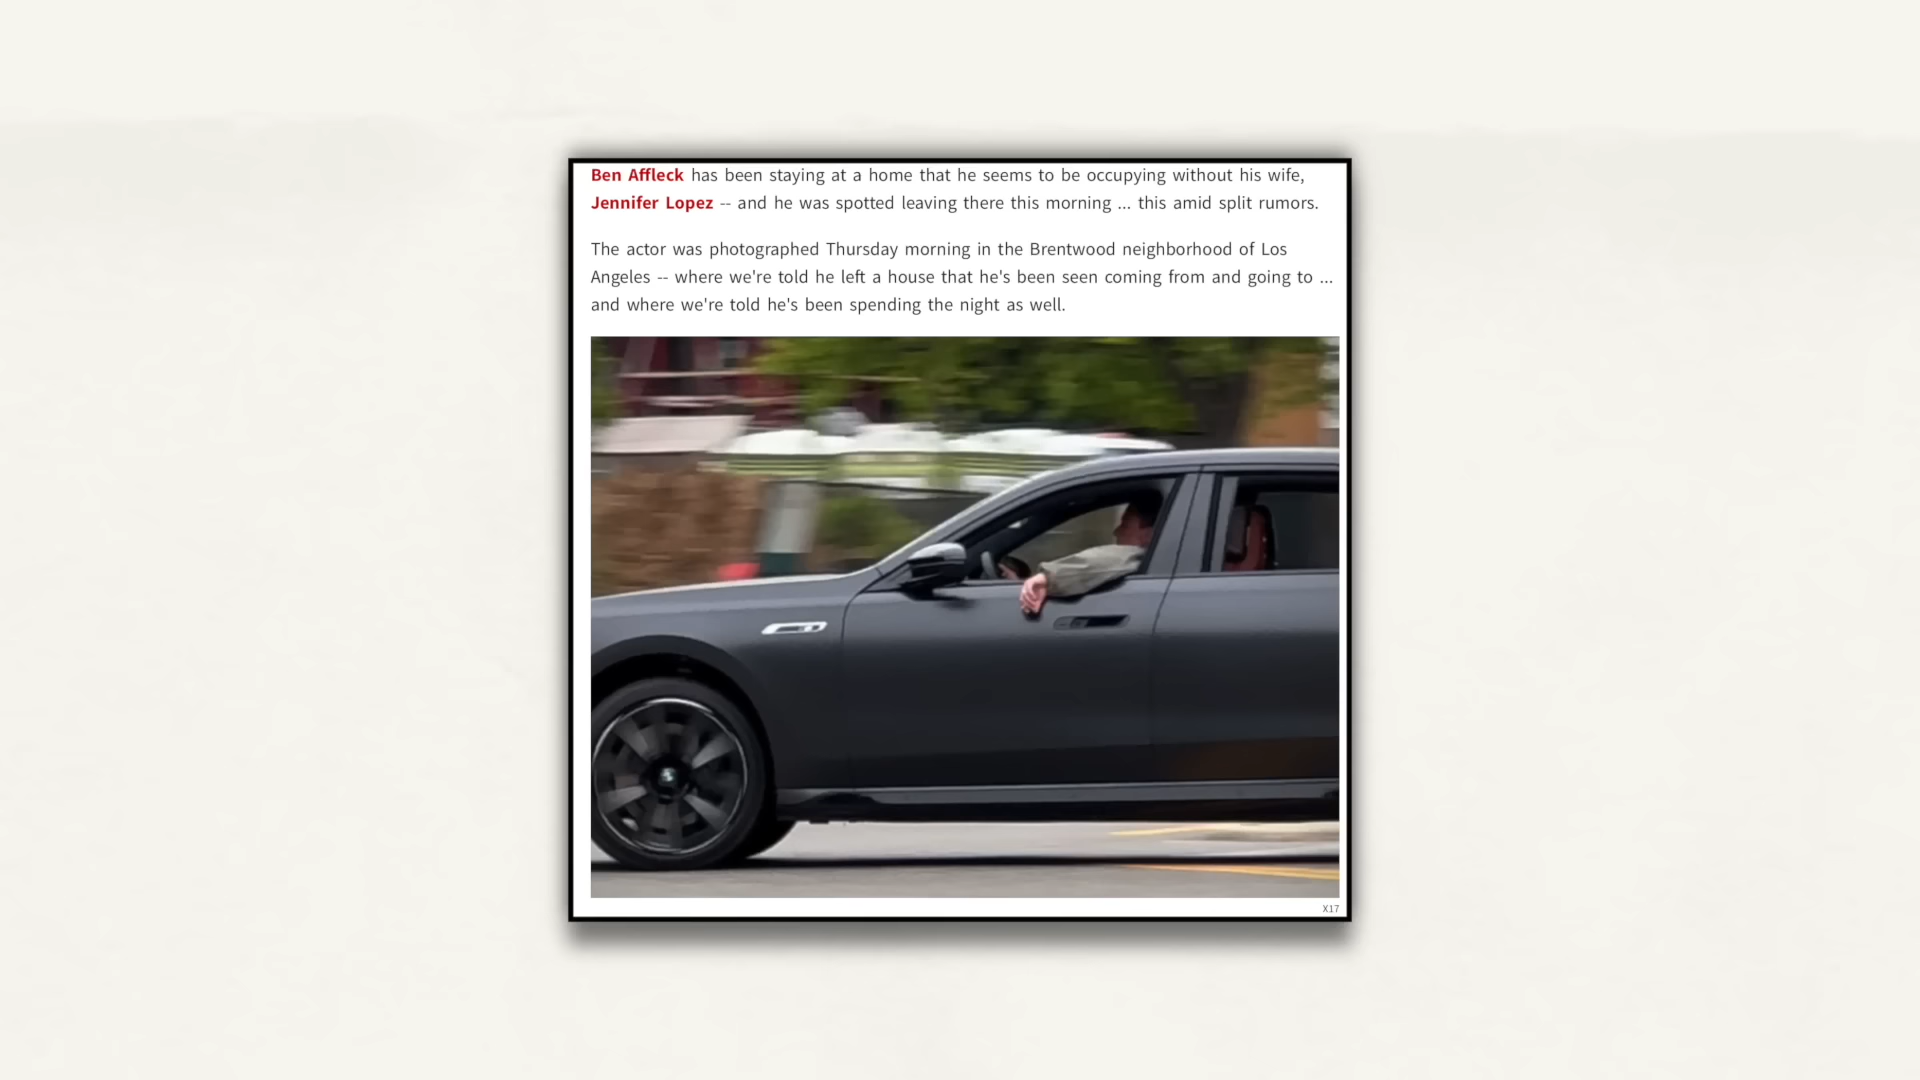 Ben Affleck has been staying at a home that he seems to be occupying without his wife,
Jennifer Lopez -- and he was spotted leaving there this morning ... this amid split rumors.
The actor was photographed Thursday morning in the Brentwood neighborhood of Los
Angeles -- where we're told he left a house that he's been seen coming from and going to ...
and where we're told he's been spending the night as well.
X17